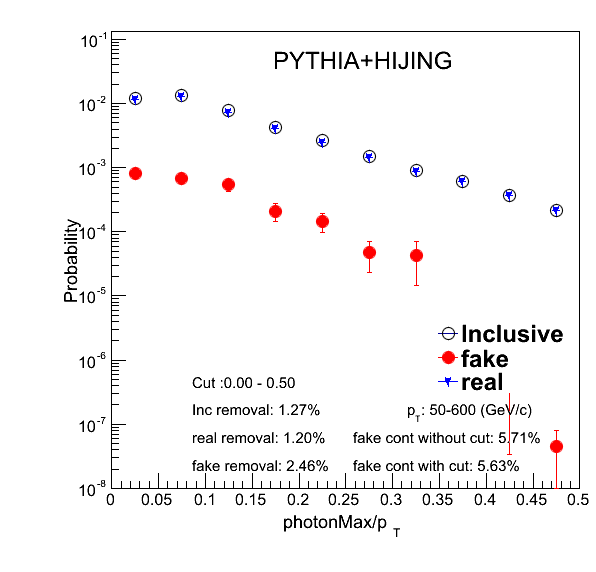 PYTHIA+HIJING
10^-1
10^-2
10^-3
10^-4
10^-5
10^-6
10^-7
10^-8
Probability
Inclusive
fake
real
Cut :0.00 - 0.50
Inc removal: 1.27% p_T: 50-600 (GeV/c)
real removal: 1.20% fake cont without cut: 5.71%
fake removal: 2.46% fake cont with cut: 5.63%
0 0.05 0.1 0.15 0.2 0.25 0.3 0.35 0.4 0.45 0.5
photonMax/p_T